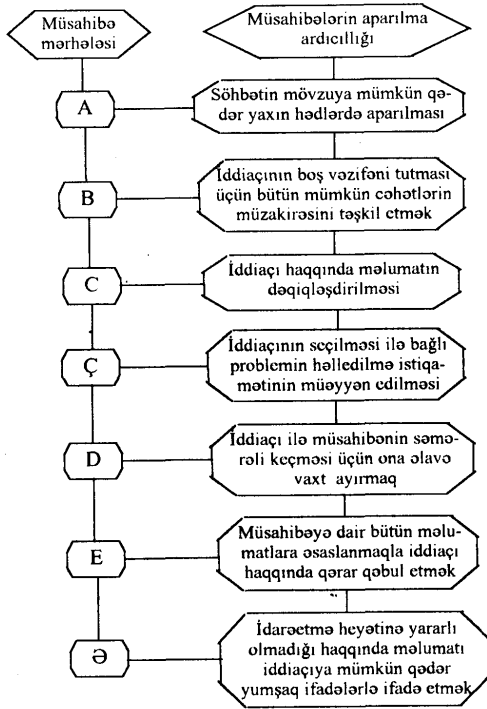 Müsahibə
mərhələsi
Müsahibələrin aparılma
ardıcıllığı
A
Söhbətin mövzuya mümkün qə-
dər yaxın hədlərdə aparılması
B
İddiaçının boş vəzifəni tutması
üçün bütün mümkün cəhətlərin
müzakirəsini təşkil etmək
C
İddiaçı haqqında məlumatın
dəqiqləşdirilməsi
Ç
İddiaçının seçilməsi ilə bağlı
problemin həlledilmə istiqa-
mətinin müəyyən edilməsi
D
İddiaçı ilə müsahibənin səmə-
rəli keçməsi üçün ona əlavə
vaxt ayırmaq
E
Müsahibəyə dair bütün məlu-
matlara əsaslanmaqla iddiaçı
haqqında qərar qəbul etmək
Ə
İdarəetmə heyətinə yararlı
olmadığı haqqında məlumatı
iddiaçıya mümkün qədər
yumşaq ifadələrlə ifadə etmək